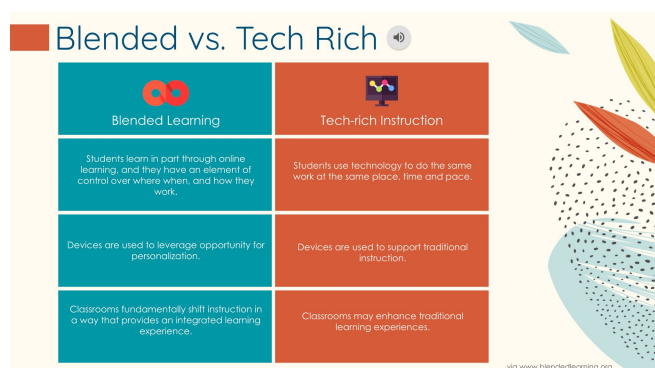 Blended vs. Tech Rich
Blended Learning
Tech-rich Instruction
Students learn in part through online
learning, and they have an element of
control over where when, and how they
work.
Students use technology to do the same
work at the same place, time and pace.
Devices are used to leverage opportunity for
personalization.
Devices are used to support traditional
instruction.
Classrooms fundamentally shift instruction in
a way that provides an integrated learning
experience.
Classrooms may enhance traditional
learning experiences.
via www.blendedlearning.org